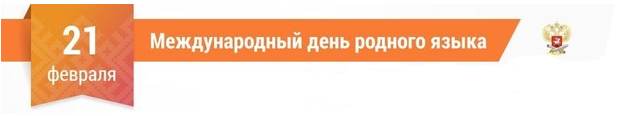 21
февраля
Международный день родного языка